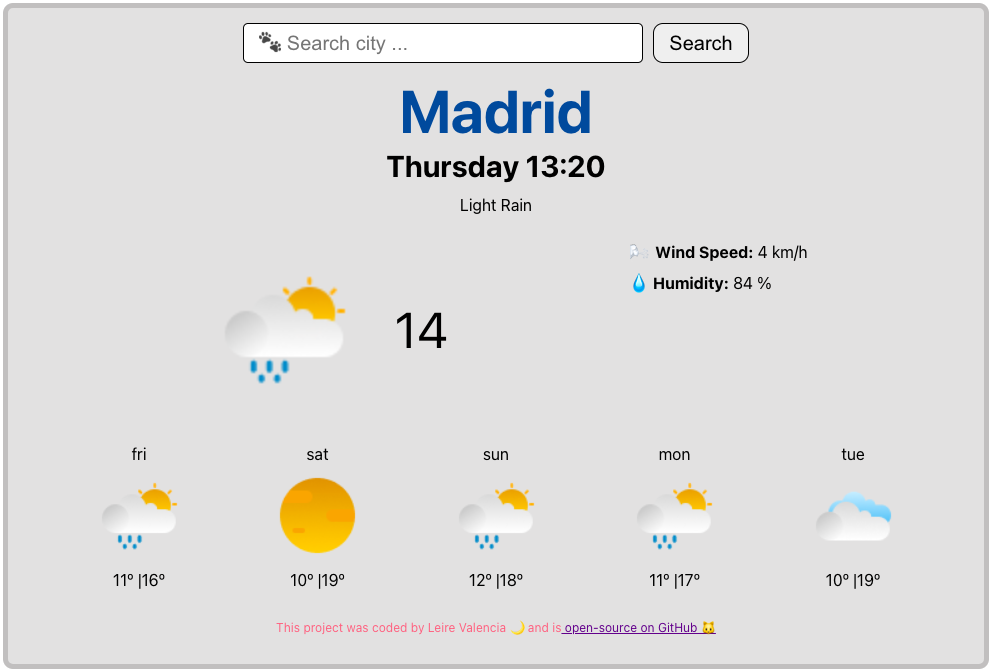 🐾 Search city ... Search
Madrid
Thursday 13:20
Light Rain
🌬️ Wind Speed: 4 km/h
💧 Humidity: 84 %
14
fri sat sun mon tue
11º |16º 10º |19º 12º |18º 11º |17º 10º |19º
This project was coded by Leire Valencia 🌙 and is open-source on GitHub 🐱